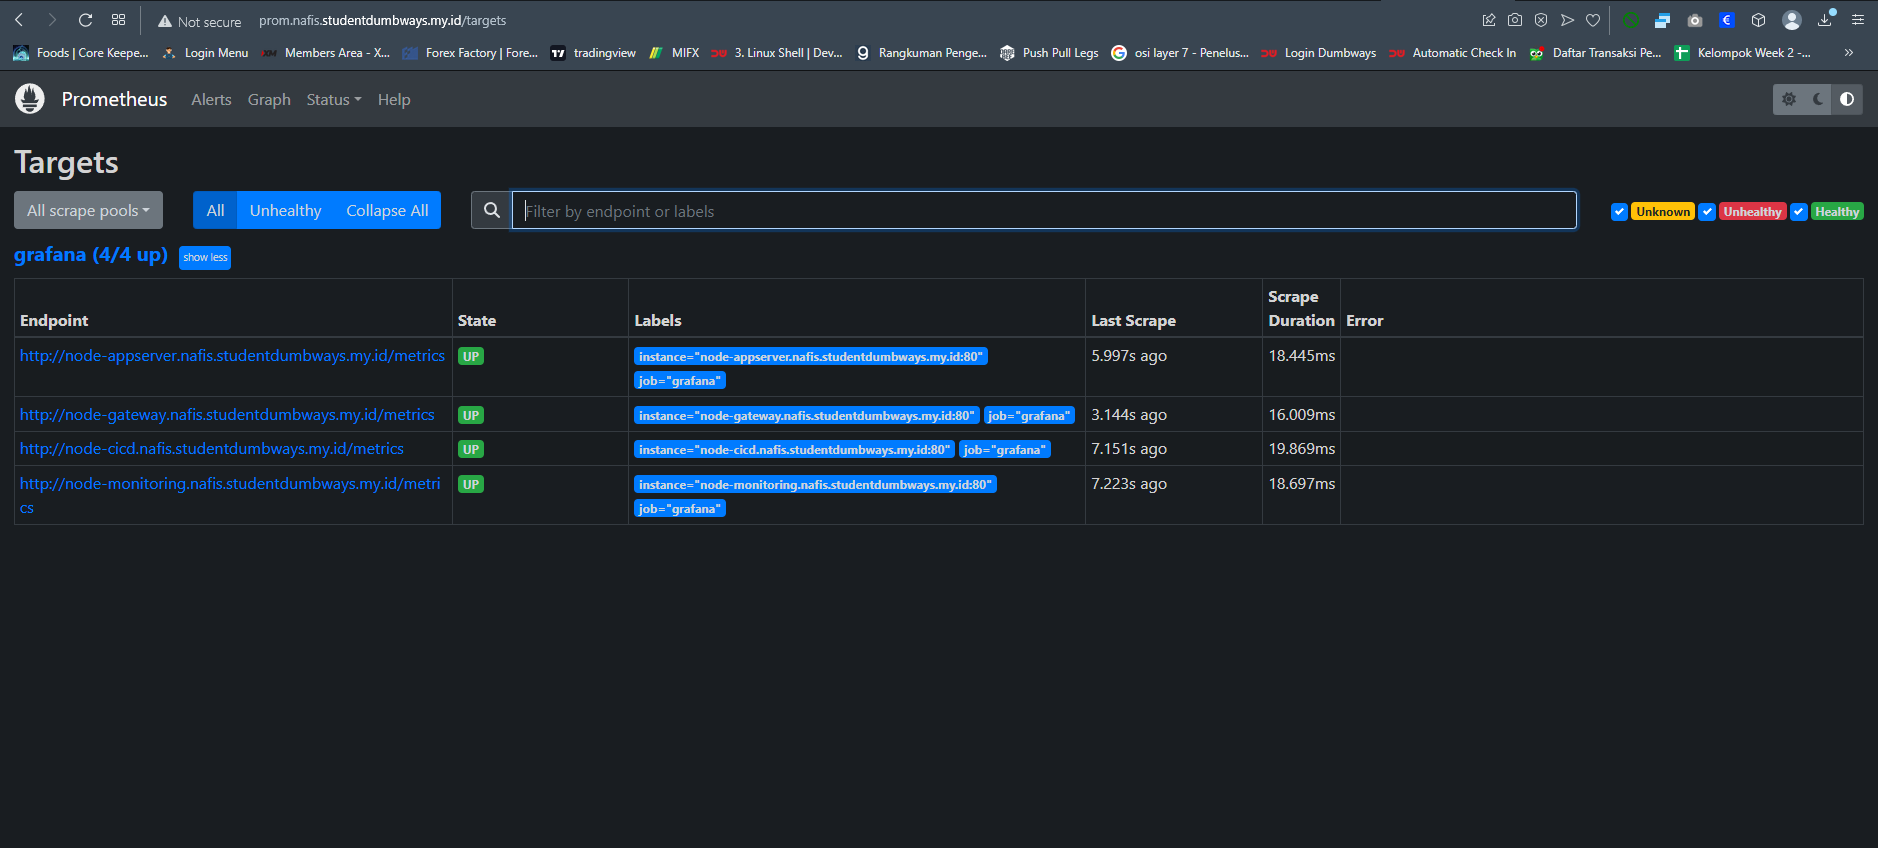 Not secure prom.nafis.studentdumbways.my.id/targets
Foods | Core Keepe... Login Menu Members Area - X... Forex Factory | Fore... tradingview MIFX 3. Linux Shell | Dev... Rangkuman Penge... Push Pull Legs osi layer 7 - Penelus... Login Dumbways Automatic Check In Daftar Transaksi Pe... Kelompok Week 2 -... »
Prometheus Alerts Graph Status Help
Targets
All scrape pools All Unhealthy Collapse All Filter by endpoint or labels Unknown Unhealthy Healthy
grafana (4/4 up) show less
Endpoint State Labels Last Scrape Scrape Duration Error
http://node-appserver.nafis.studentdumbways.my.id/metrics UP instance="node-appserver.nafis.studentdumbways.my.id:80" 5.997s ago 18.445ms
job="grafana"
http://node-gateway.nafis.studentdumbways.my.id/metrics UP instance="node-gateway.nafis.studentdumbways.my.id:80" job="grafana" 3.144s ago 16.009ms
http://node-cicd.nafis.studentdumbways.my.id/metrics UP instance="node-cicd.nafis.studentdumbways.my.id:80" job="grafana" 7.151s ago 19.869ms
http://node-monitoring.nafis.studentdumbways.my.id/metri UP instance="node-monitoring.nafis.studentdumbways.my.id:80" 7.223s ago 18.697ms
cs job="grafana"